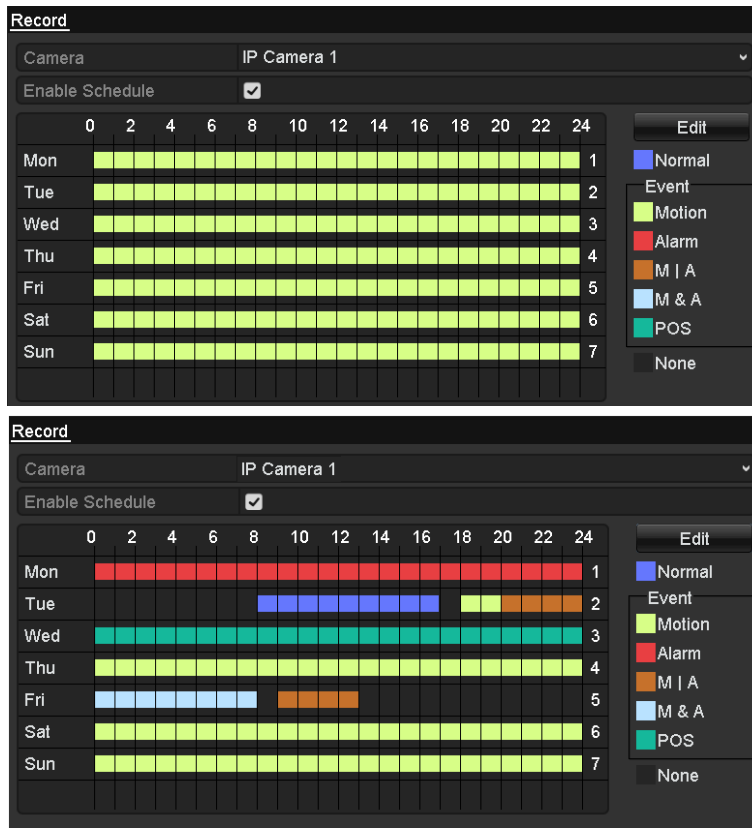 Record
Camera IP Camera 1
Enable Schedule
0 2 4 6 8 10 12 14 16 18 20 22 24 Edit
Mon 1 Normal
Event
Tue 2 Motion
Wed 3 Alarm
Thu 4 M | A
Fri 5 M & A
Sat 6 POS
Sun 7 None
Record
Camera IP Camera 1
Enable Schedule
0 2 4 6 8 10 12 14 16 18 20 22 24 Edit
Mon 1 Normal
Event
Tue 2 Motion
Wed 3 Alarm
Thu 4 M | A
Fri 5 M & A
Sat 6 POS
Sun 7 None